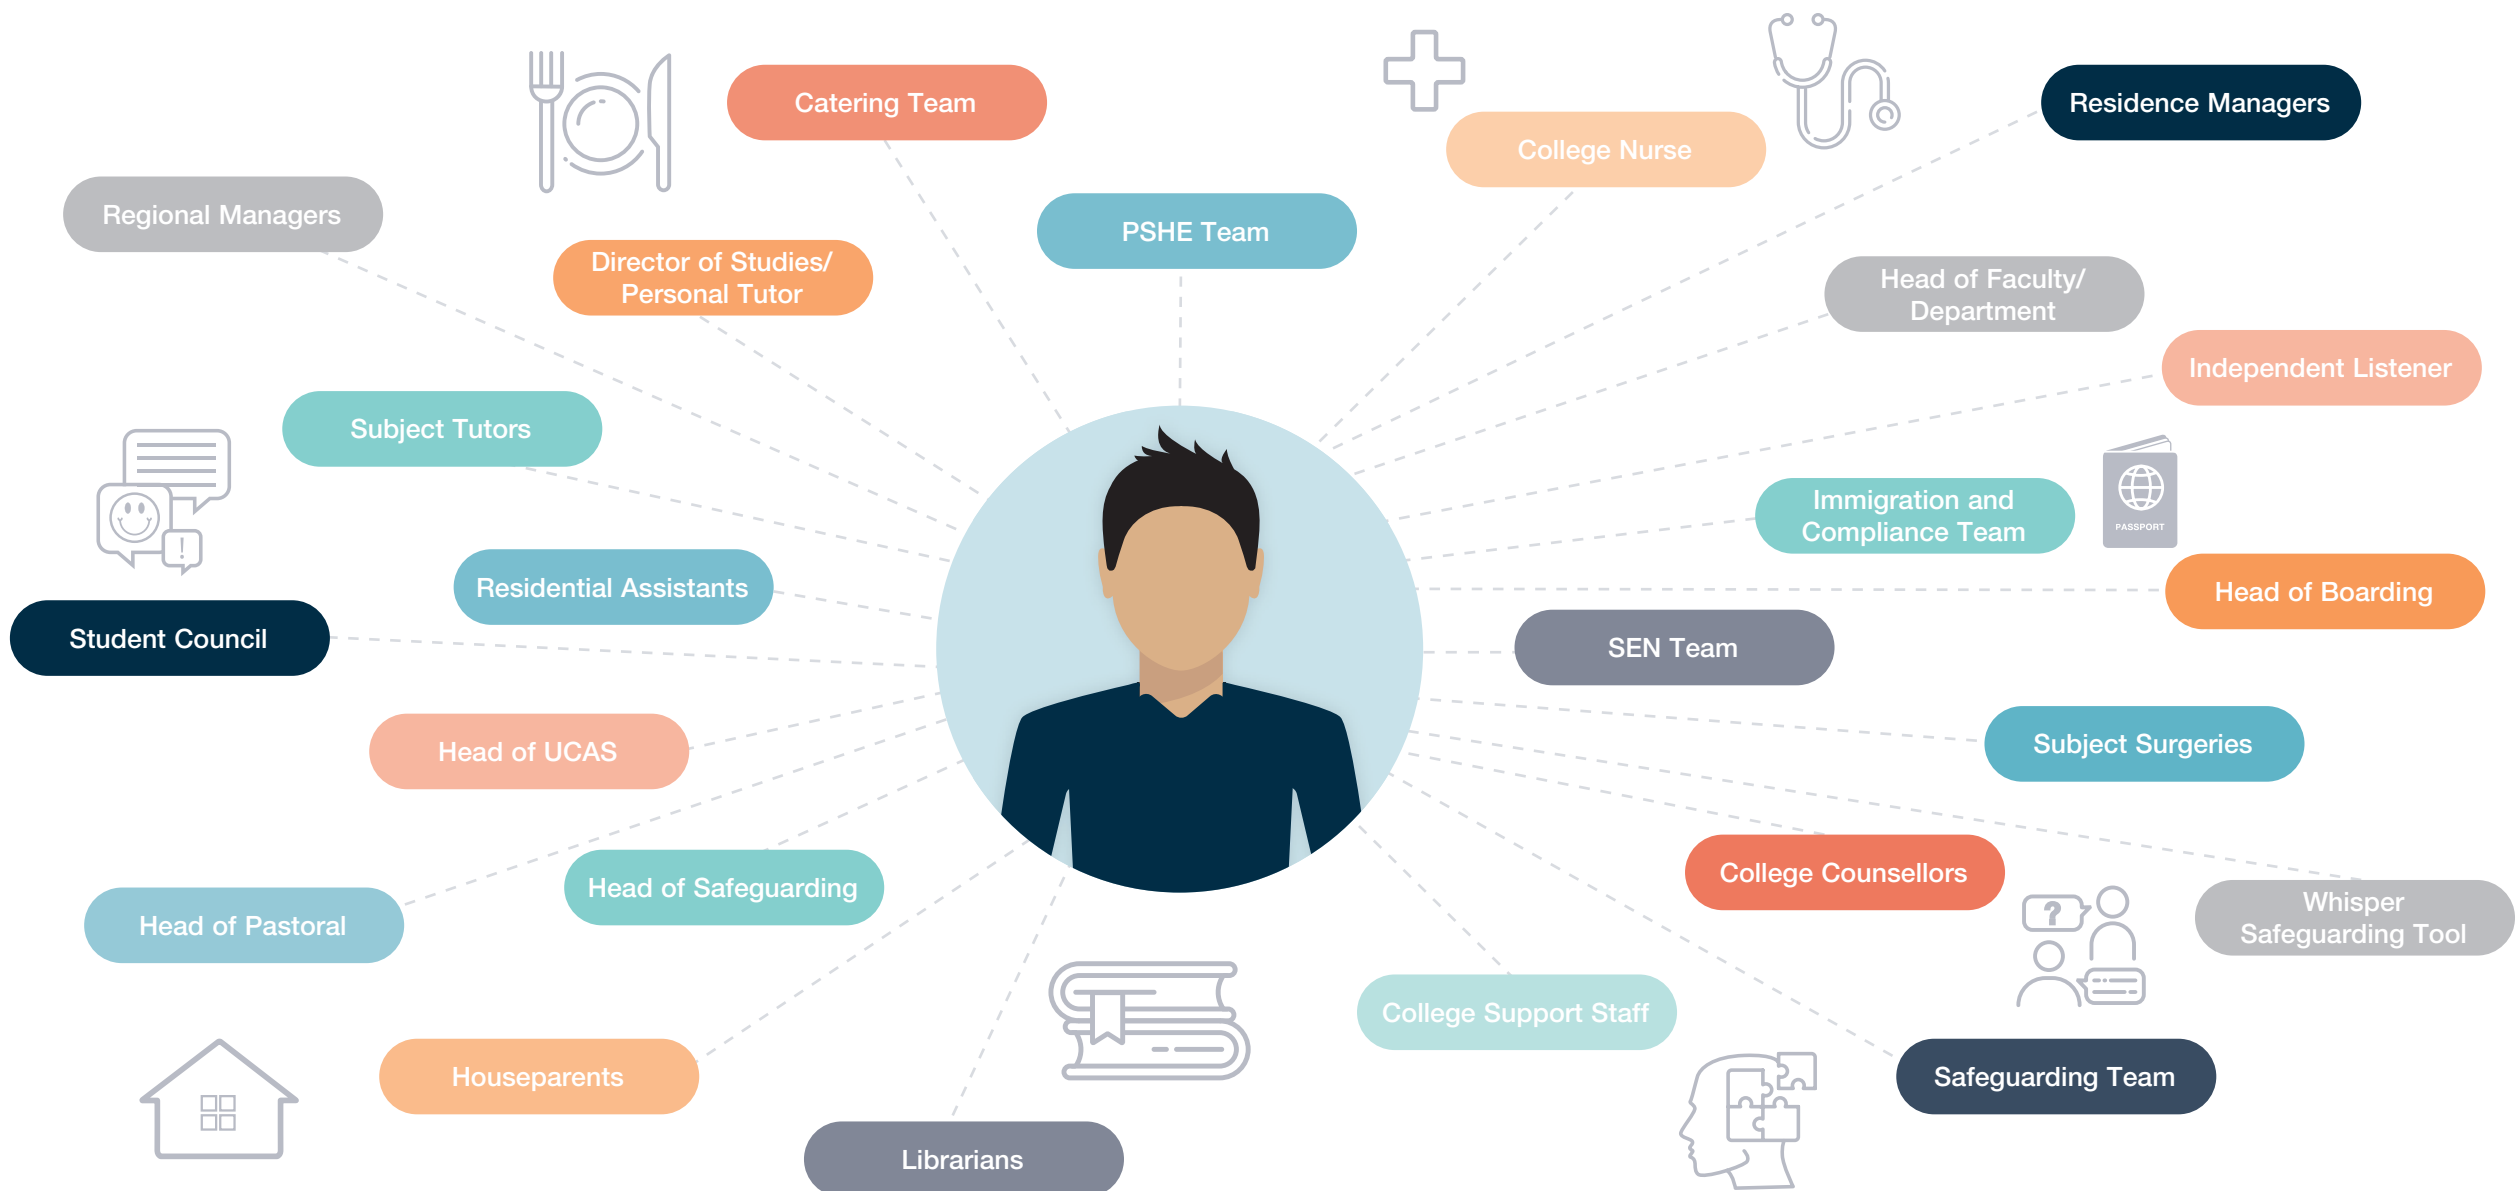 Catering Team
Residence Managers
College Nurse
Regional Managers
PSHE Team
Director of Studies/
Personal Tutor
Head of Faculty/
Department
Independent Listener
Subject Tutors
Immigration and
Compliance Team
PASSPORT
!
Residential Assistants
Head of Boarding
Student Council
SEN Team
Head of UCAS
Subject Surgeries
College Counsellors
Head of Safeguarding
Whisper
Safeguarding Tool
?
Head of Pastoral
College Support Staff
Houseparents
Safeguarding Team
Librarians